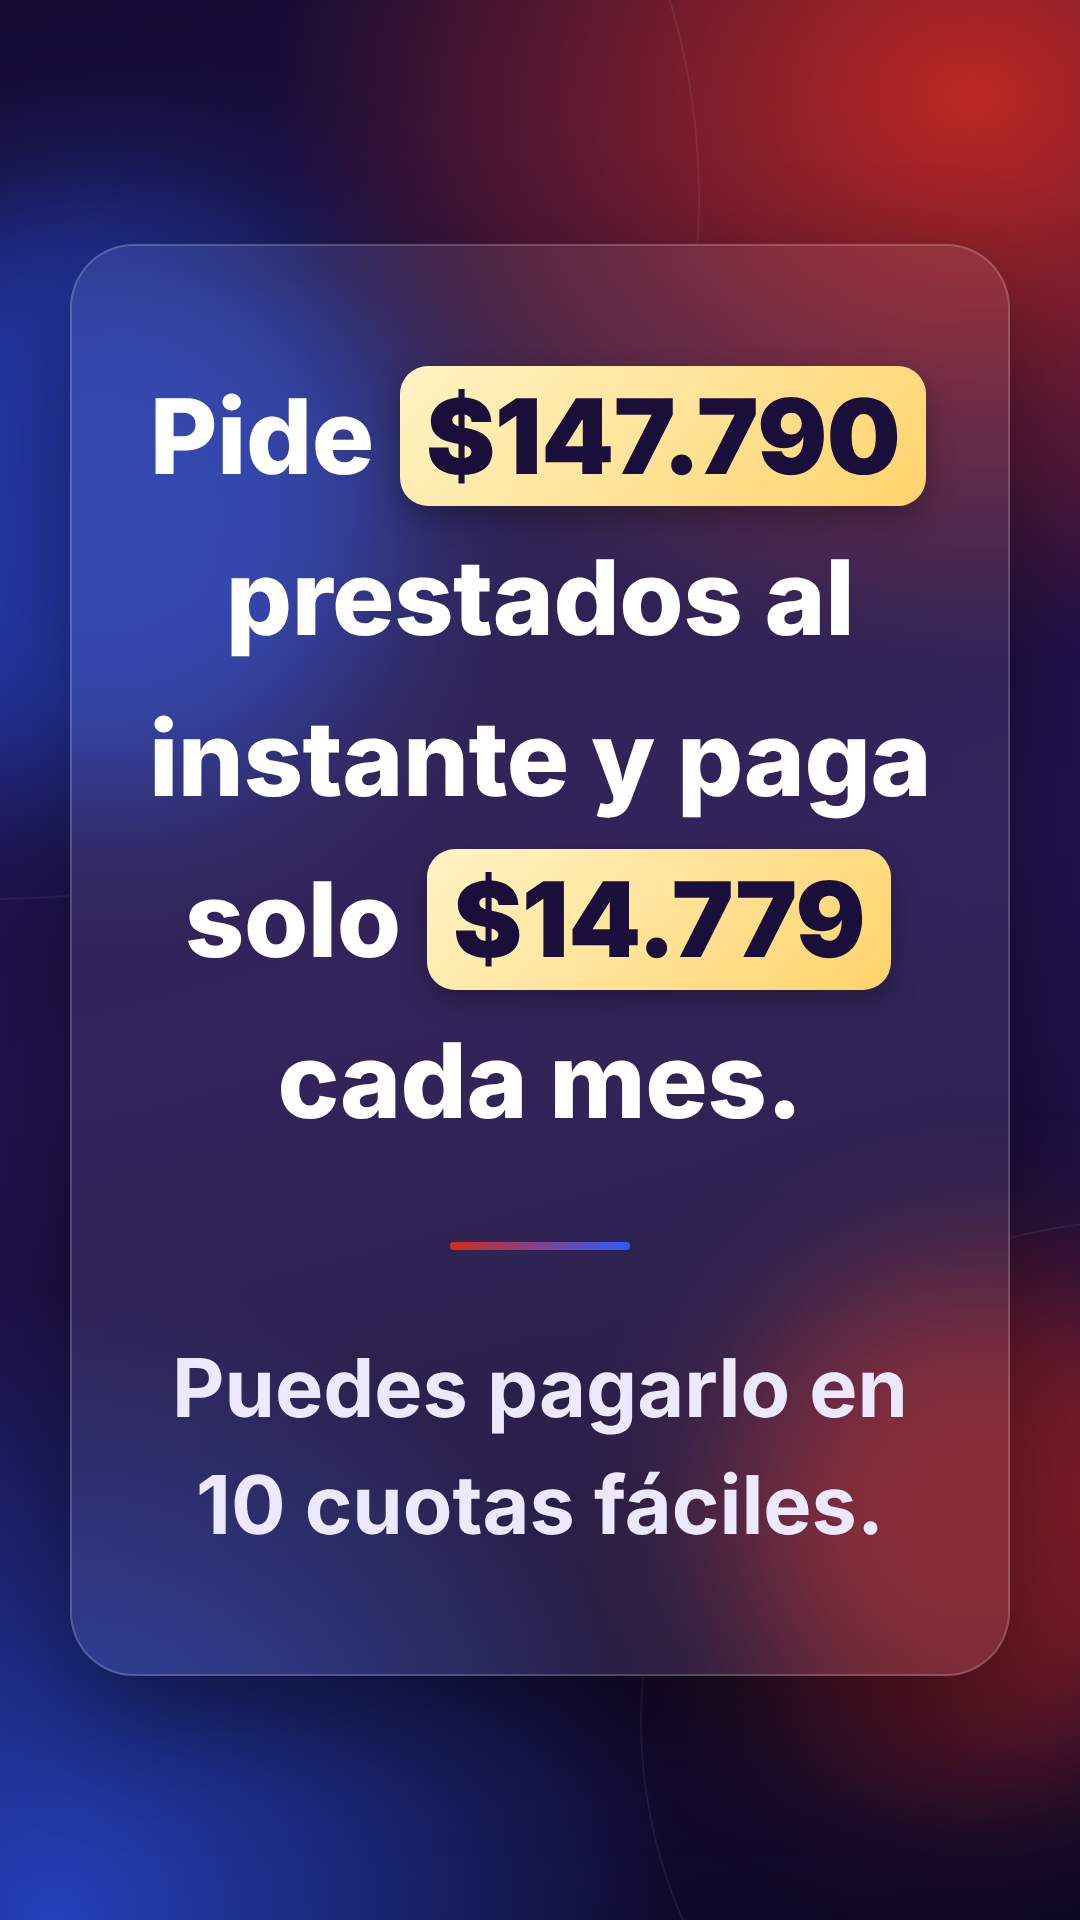 Pide $147.790
prestados al
instante y paga
solo $14.779
cada mes.
Puedes pagarlo en
10 cuotas fáciles.